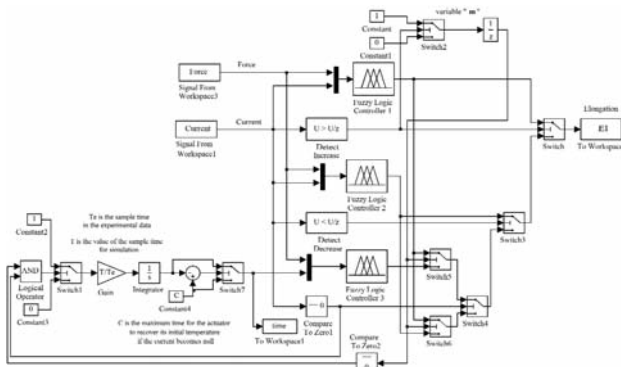 variable " m "
1
Constant
0
Constant1
Switch2
1
z
Force
Signal From
Workspace3
Force
Fuzzy Logic
Controller 1
Current
Signal From
Workspace1
Current
U > U/z
Detect
Increase
Elongation
El
To Workspace
Switch
Fuzzy Logic
Controller 2
U < U/z
Detect
Decrease
Switch3
Te is the sample time
in the experimental data
T is the value of the sample time
for simulation
1
Constant2
AND
Logical
Operator
0
Constant3
Switch1
T/Te
Gain
1
s
Integrator
C
Constant4
Switch7
Fuzzy Logic
Controller 3
Switch5
Switch4
Switch6
C is the maximum time for the actuator
to recover its initial temperature
if the current becomes null
time
To Workspace1
Compare
To Zero1
Compare
To Zero2